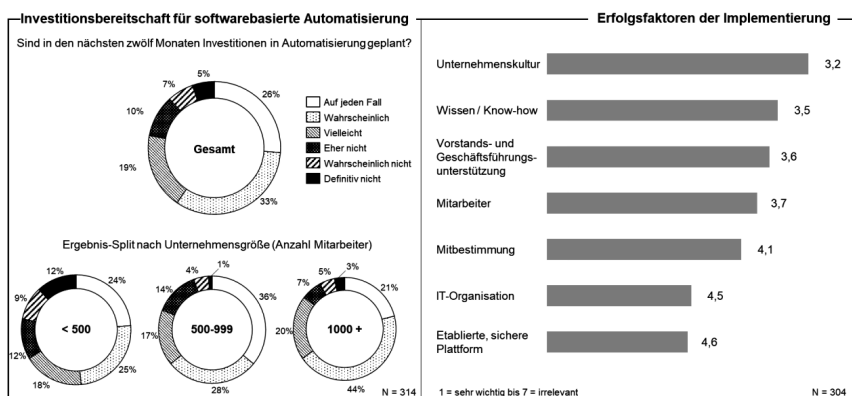 Investitionsbereitschaft für softwarebasierte Automatisierung
Sind in den nächsten zwölf Monaten Investitionen in Automatisierung geplant?
5%
7%
26%
10%
19%
33%
Gesamt
Auf jeden Fall
Wahrscheinlich
Vielleicht
Eher nicht
Wahrscheinlich nicht
Definitiv nicht
Ergebnis-Split nach Unternehmensgröße (Anzahl Mitarbeiter)
12%
24%
9%
12%
18%
25%
< 500
1%
4%
14%
36%
17%
28%
500-999
3%
5%
7%
21%
20%
44%
1000 +
N = 314
Erfolgsfaktoren der Implementierung
Unternehmenskultur
3,2
Wissen / Know-how
3,5
Vorstands- und
Geschäftsführungs-
unterstützung
3,6
Mitarbeiter
3,7
Mitbestimmung
4,1
IT-Organisation
4,5
Etablierte, sichere
Plattform
4,6
1 = sehr wichtig bis 7 = irrelevant
N = 304